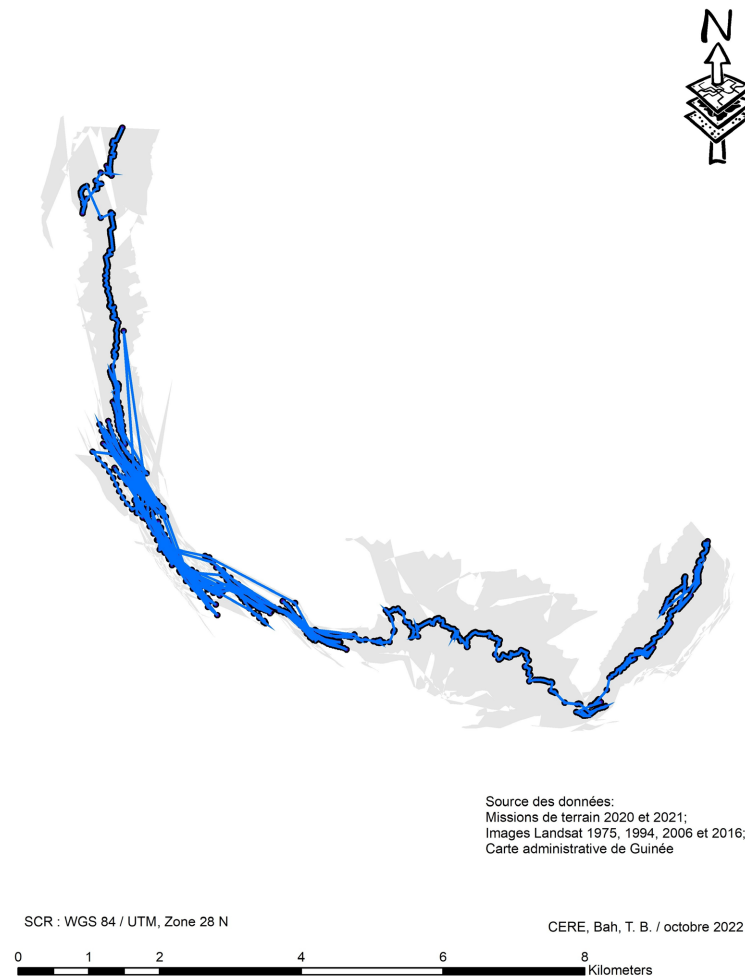 N
Source des données:
Missions de terrain 2020 et 2021;
Images Landsat 1975, 1994, 2006 et 2016;
Carte administrative de Guinée
SCR : WGS 84 / UTM, Zone 28 N
CERE, Bah, T. B. / octobre 2022
0 1 2 4 6 8
Kilometers